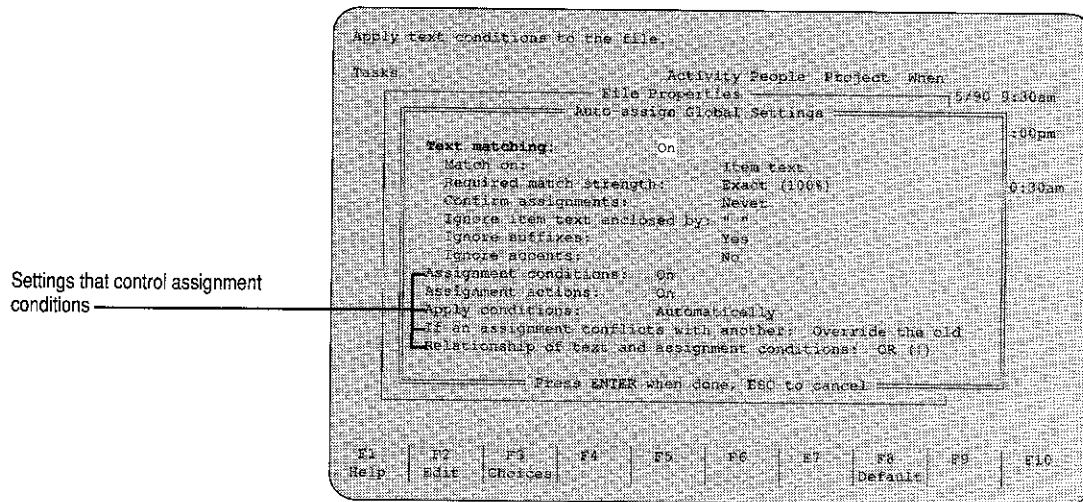 Apply text conditions to the file.
Tasks Activity People Project When
File Properties 5/90 9:30am
Auto-assign Global Settings
:00pm
Text matching: On
Match on: Item text
Required match strength: Exact (100%) 0:30am
Confirm assignments: Never
Ignore item text enclosed by: " "
Ignore suffixes: Yes
Ignore accents: No
Settings that control assignment
conditions
Assignment conditions: On
Assignment actions: On
Apply conditions: Automatically
If an assignment conflicts with another: Override the old
Relationship of text and assignment conditions: OR (|)
Press ENTER when done, ESC to cancel
F1 F2 F3 F4 F5 F6 F7 F8 F9 F10
Help Edit Choices Default